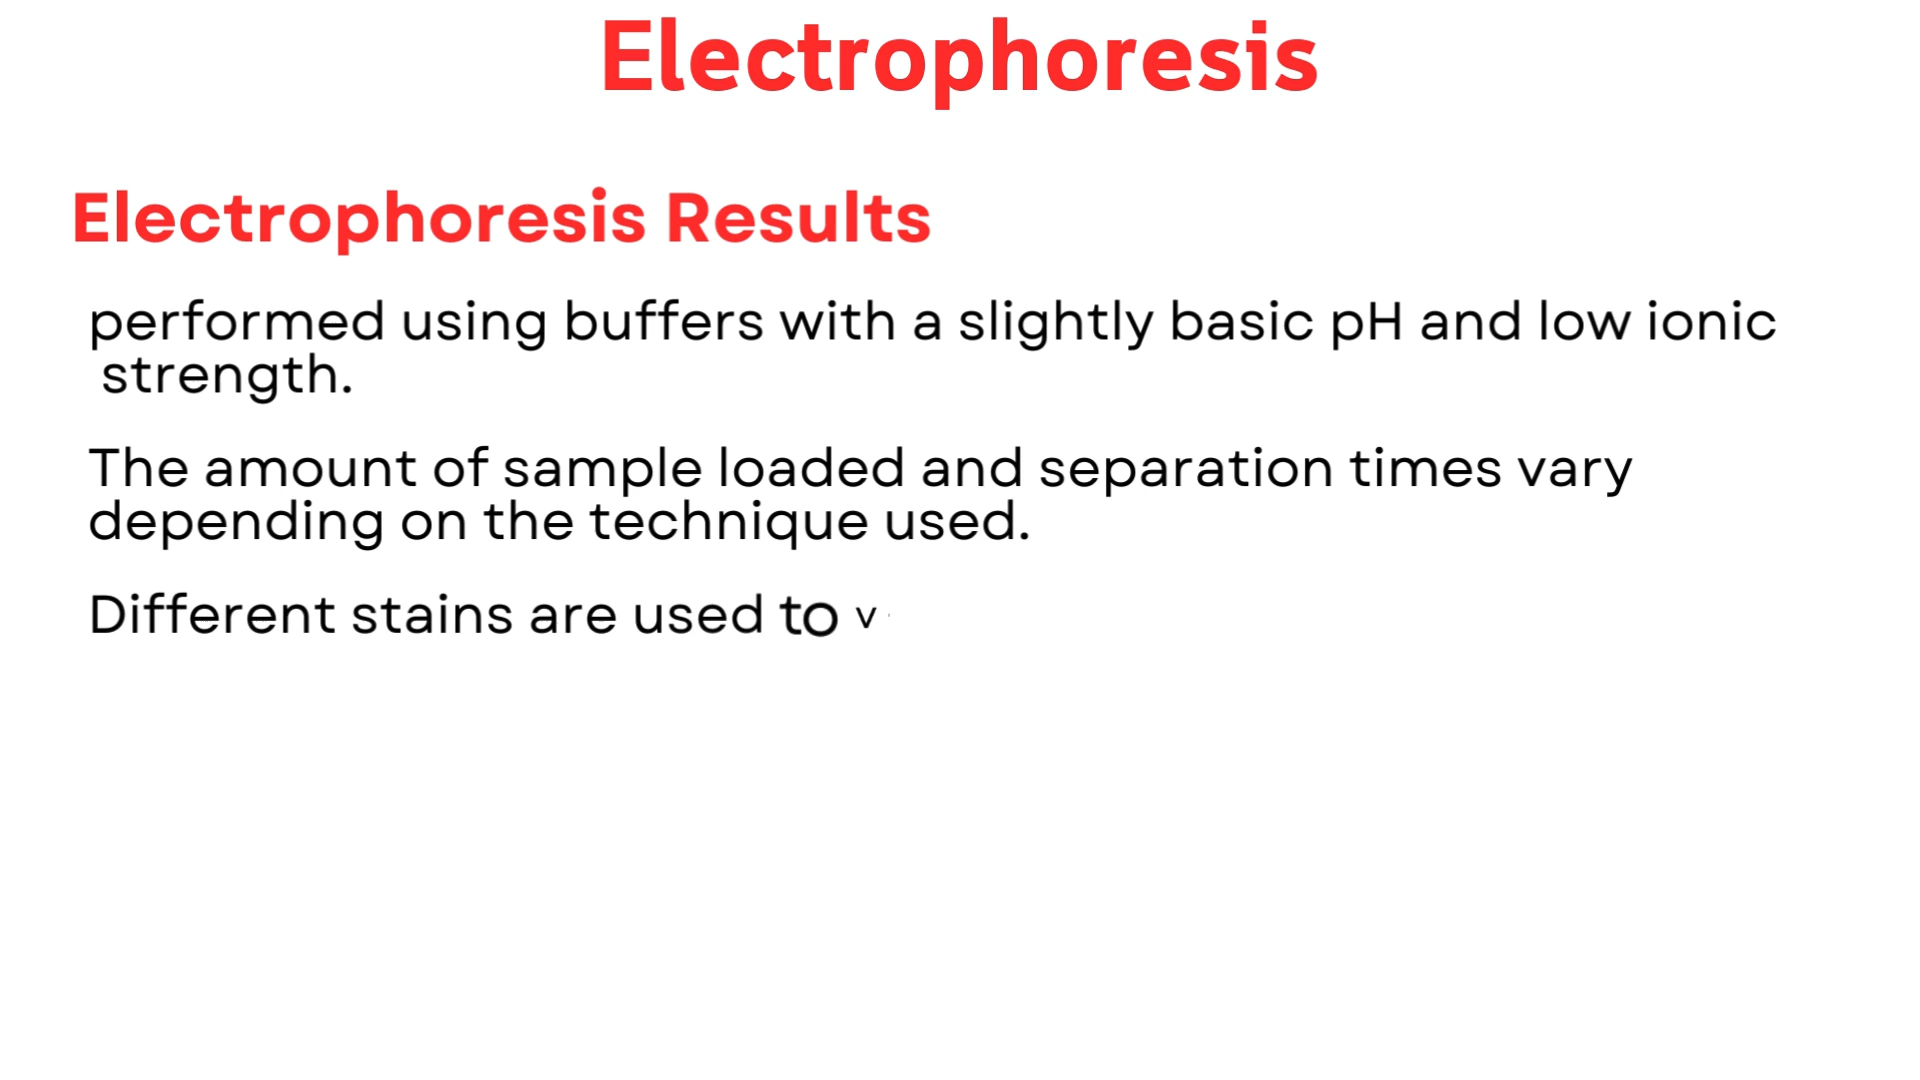 Electrophoresis
Electrophoresis Results
performed using buffers with a slightly basic pH and low ionic
strength.
The amount of sample loaded and separation times vary
depending on the technique used.
Different stains are used to v